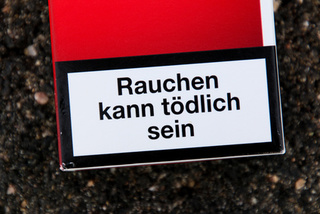 Rauchen
kann tödlich
sein